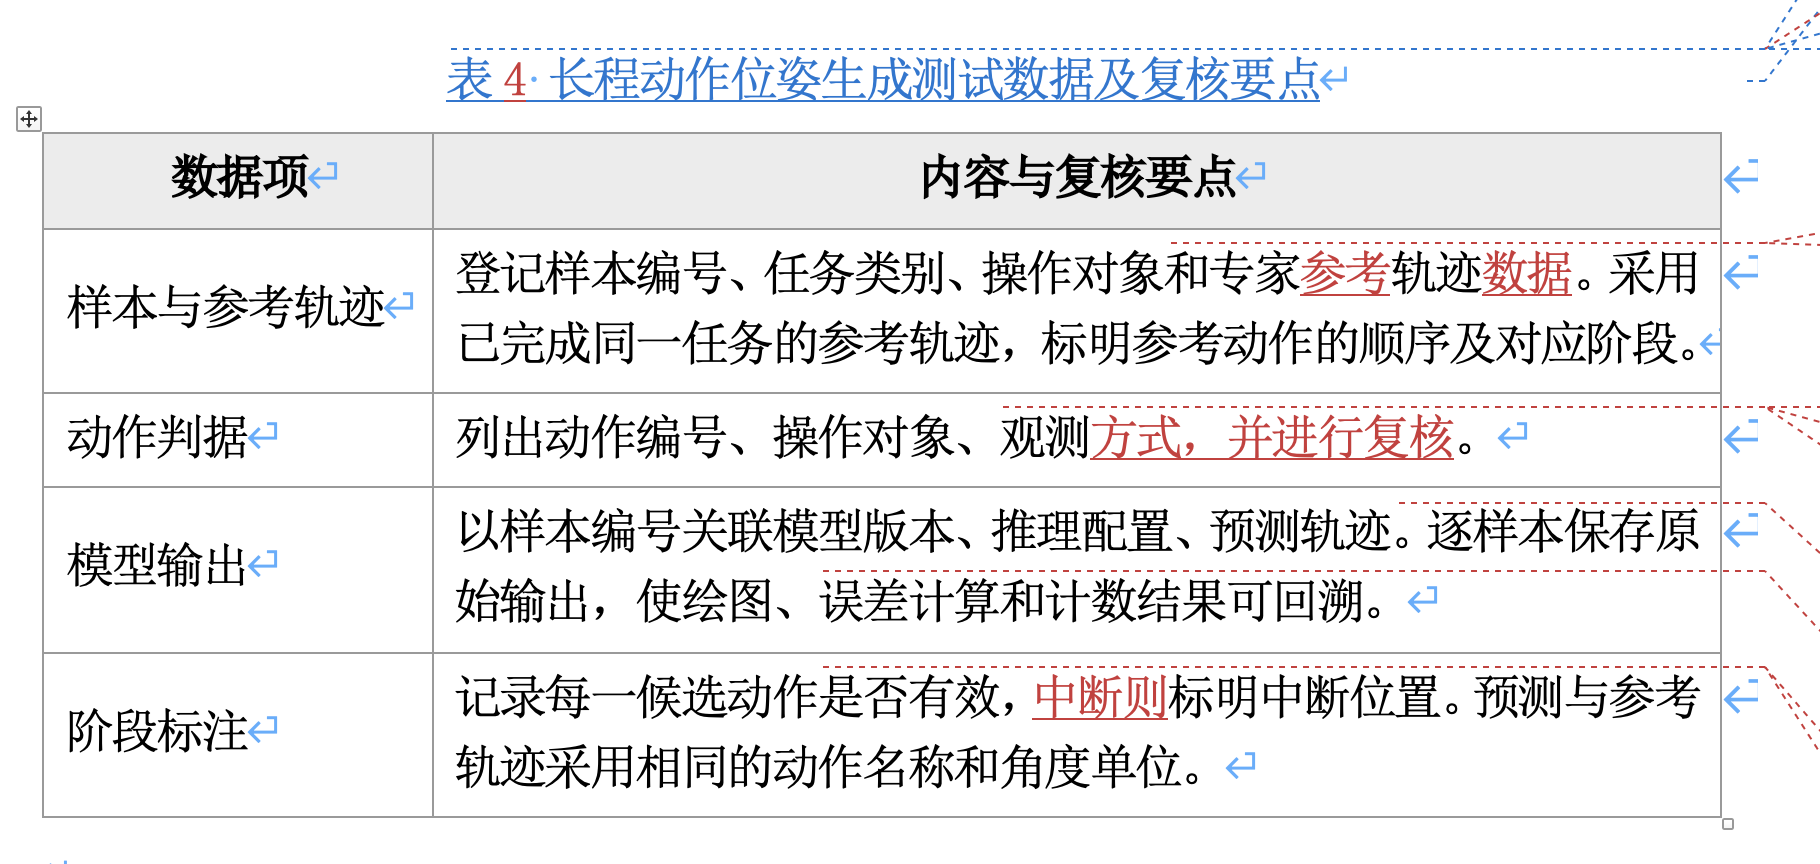 表 4· 长程动作位姿生成测试数据及复核要点
数据项
内容与复核要点
样本与参考轨迹
登记样本编号、任务类别、操作对象和专家参考轨迹数据。采用
已完成同一任务的参考轨迹，标明参考动作的顺序及对应阶段。
动作判据
列出动作编号、操作对象、观测方式，并进行复核。
模型输出
以样本编号关联模型版本、推理配置、预测轨迹。逐样本保存原
始输出，使绘图、误差计算和计数结果可回溯。
阶段标注
记录每一候选动作是否有效，中断则标明中断位置。预测与参考
轨迹采用相同的动作名称和角度单位。